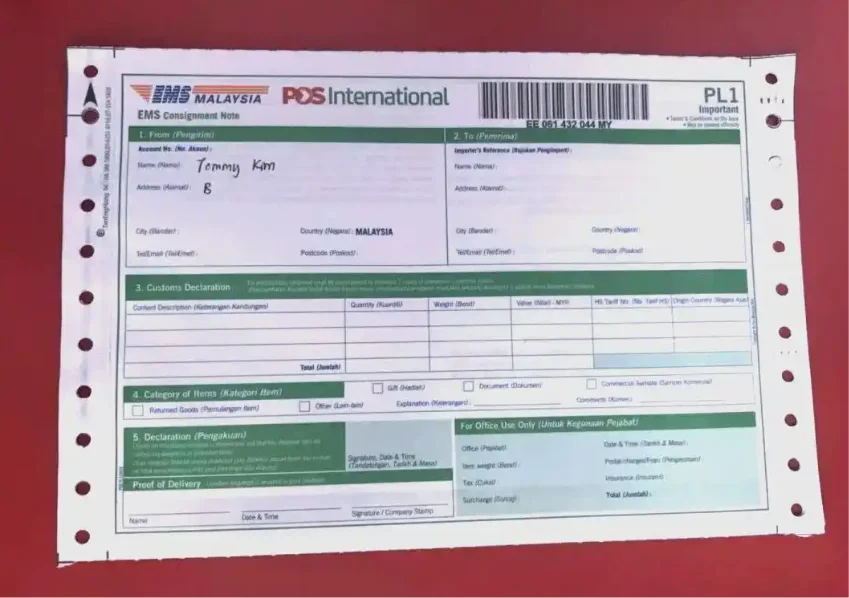 EMS MALAYSIA POS International
EMS Consignment Note
EE 061 432 044 MY
PL1
Important
1. From (Pengirim)
Account No. (No. Akaun) :
Name (Nama) : Tommy Kim
Address (Alamat) : B
City (Bandar) : Country (Negara) : MALAYSIA
Tel/Email (Tel/Emel) : Postcode (Poskod) :
2. To (Penerima)
Importer's Reference (Rujukan Pengimport) :
Name (Nama) :
Address (Alamat) :
City (Bandar) : Country (Negara) :
Tel/Email (Tel/Emel) : Postcode (Poskod) :
3. Customs Declaration
Content Description (Keterangan Kandungan) Quantity (Kuantiti) Weight (Berat) Value (Nilai) - MYR HS Tariff No. (No. Tarif HS) Origin Country (Negara Asal)
Total (Jumlah)
4. Category of Items (Kategori Item) Gift (Hadiah) Document (Dokumen) Commercial Sample (Sampel Komersial)
Returned Goods (Pemulangan Item) Other (Lain-lain) Explanation (Keterangan) : Comments (Komen) :
5. Declaration (Pengakuan)
Signature, Date & Time
(Tandatangan, Tarikh & Masa)
Proof of Delivery
Name Date & Time Signature / Company Stamp
For Office Use Only (Untuk Kegunaan Pejabat)
Office (Pejabat) : Date & Time (Tarikh & Masa) :
Item weight (Berat) : Postal charges/Fees (Pengeposan)
Tax (Cukai) : Insurance (Insurans) :
Surcharge (Surcaj) : Total (Jumlah) :